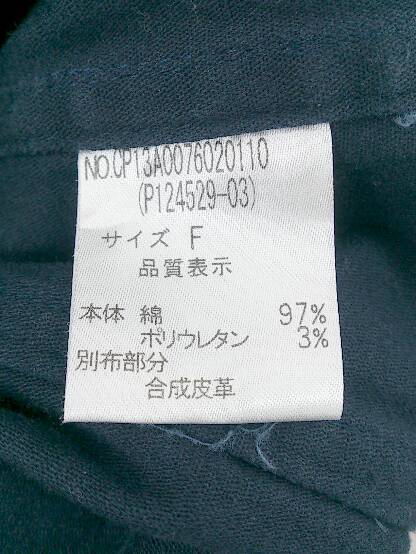 NO.CP13A0076020110
(P124529-03)
サイズ F
品質表示
本体 綿 97%
ポリウレタン 3%
別布部分
合成皮革